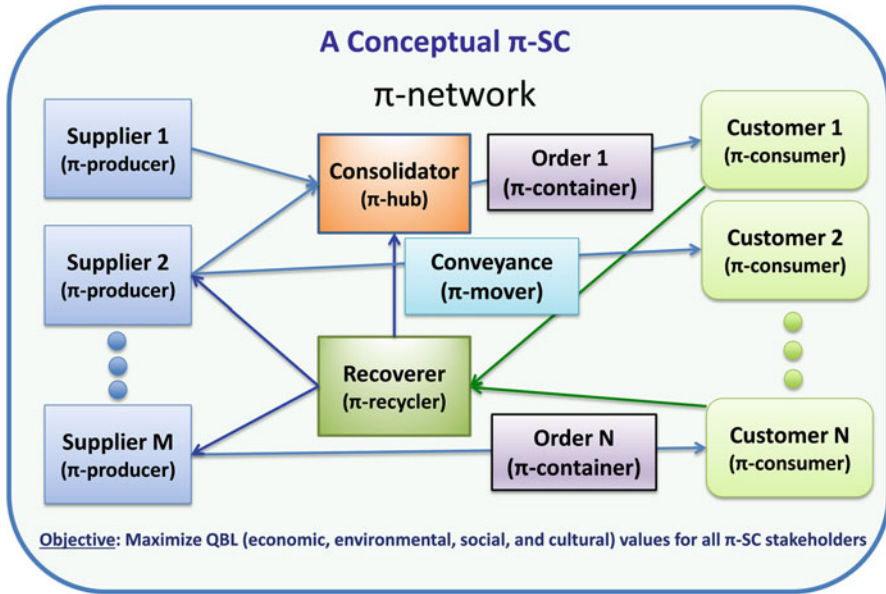 A Conceptual π-SC
π-network
Supplier 1
(π-producer)
Consolidator
(π-hub)
Order 1
(π-container)
Customer 1
(π-consumer)
Supplier 2
(π-producer)
Conveyance
(π-mover)
Customer 2
(π-consumer)
Recoverer
(π-recycler)
Supplier M
(π-producer)
Order N
(π-container)
Customer N
(π-consumer)
Objective: Maximize QBL (economic, environmental, social, and cultural) values for all π-SC stakeholders